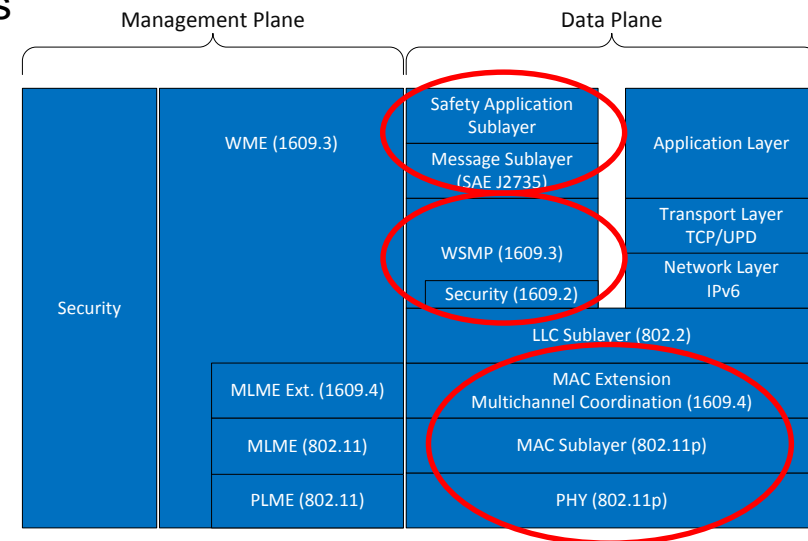 s
Management Plane
Data Plane
Security
WME (1609.3)
MLME Ext. (1609.4)
MLME (802.11)
PLME (802.11)
Safety Application
Sublayer
Message Sublayer
(SAE J2735)
WSMP (1609.3)
Security (1609.2)
Application Layer
Transport Layer
TCP/UPD
Network Layer
IPv6
LLC Sublayer (802.2)
MAC Extension
Multichannel Coordination (1609.4)
MAC Sublayer (802.11p)
PHY (802.11p)